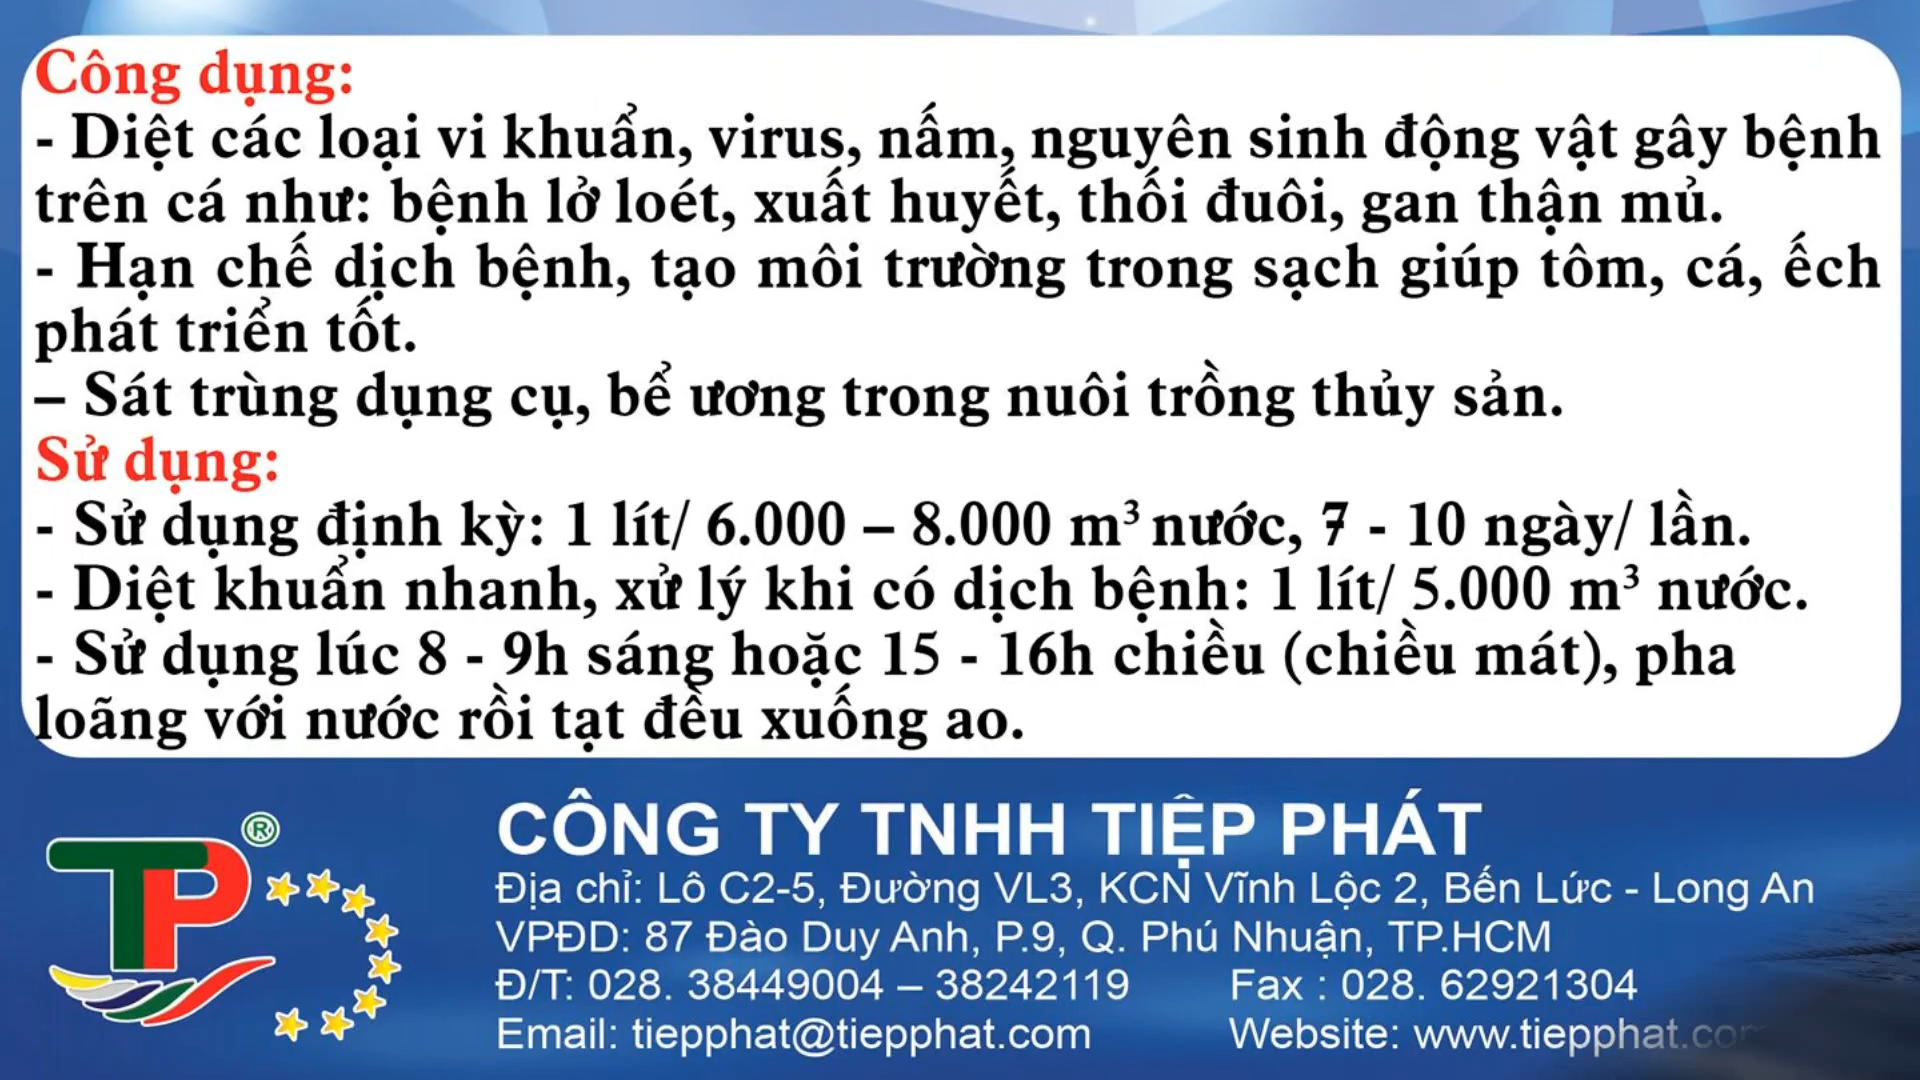 Công dụng:
- Diệt các loại vi khuẩn, virus, nấm, nguyên sinh động vật gây bệnh
trên cá như: bệnh lở loét, xuất huyết, thối đuôi, gan thận mủ.
- Hạn chế dịch bệnh, tạo môi trường trong sạch giúp tôm, cá, ếch
phát triển tốt.
– Sát trùng dụng cụ, bể ương trong nuôi trồng thủy sản.
Sử dụng:
- Sử dụng định kỳ: 1 lít/ 6.000 – 8.000 m³ nước, 7 - 10 ngày/ lần.
- Diệt khuẩn nhanh, xử lý khi có dịch bệnh: 1 lít/ 5.000 m³ nước.
- Sử dụng lúc 8 - 9h sáng hoặc 15 - 16h chiều (chiều mát), pha
loãng với nước rồi tạt đều xuống ao.
TP ®
CÔNG TY TNHH TIỆP PHÁT
Địa chỉ: Lô C2-5, Đường VL3, KCN Vĩnh Lộc 2, Bến Lức - Long An
VPĐD: 87 Đào Duy Anh, P.9, Q. Phú Nhuận, TP.HCM
Đ/T: 028. 38449004 – 38242119 Fax : 028. 62921304
Email: tiepphat@tiepphat.com Website: www.tiepphat.com